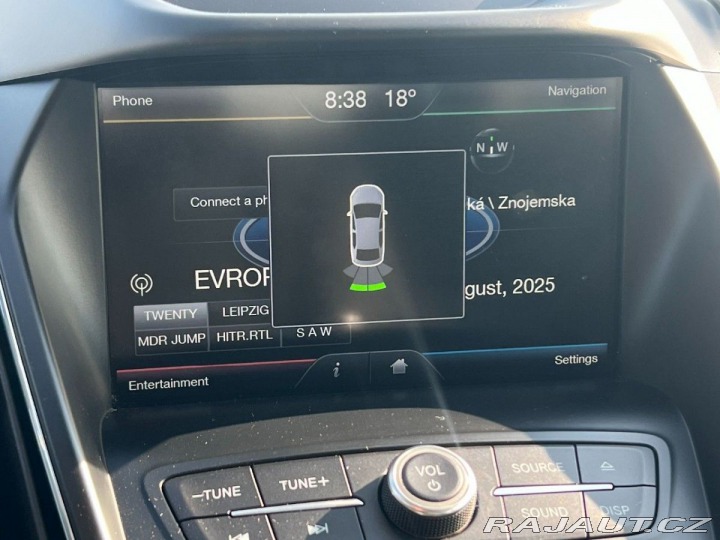 Phone
8:38 18°
Navigation
N W
Connect a ph
ká \ Znojemska
EVROP
gust, 2025
TWENTY
LEIPZIG
MDR JUMP
HITR.RTL
S A W
i
Entertainment
Settings
−TUNE
TUNE+
VOL
SOURCE
SOUND
DISP
RAJAUT.CZ